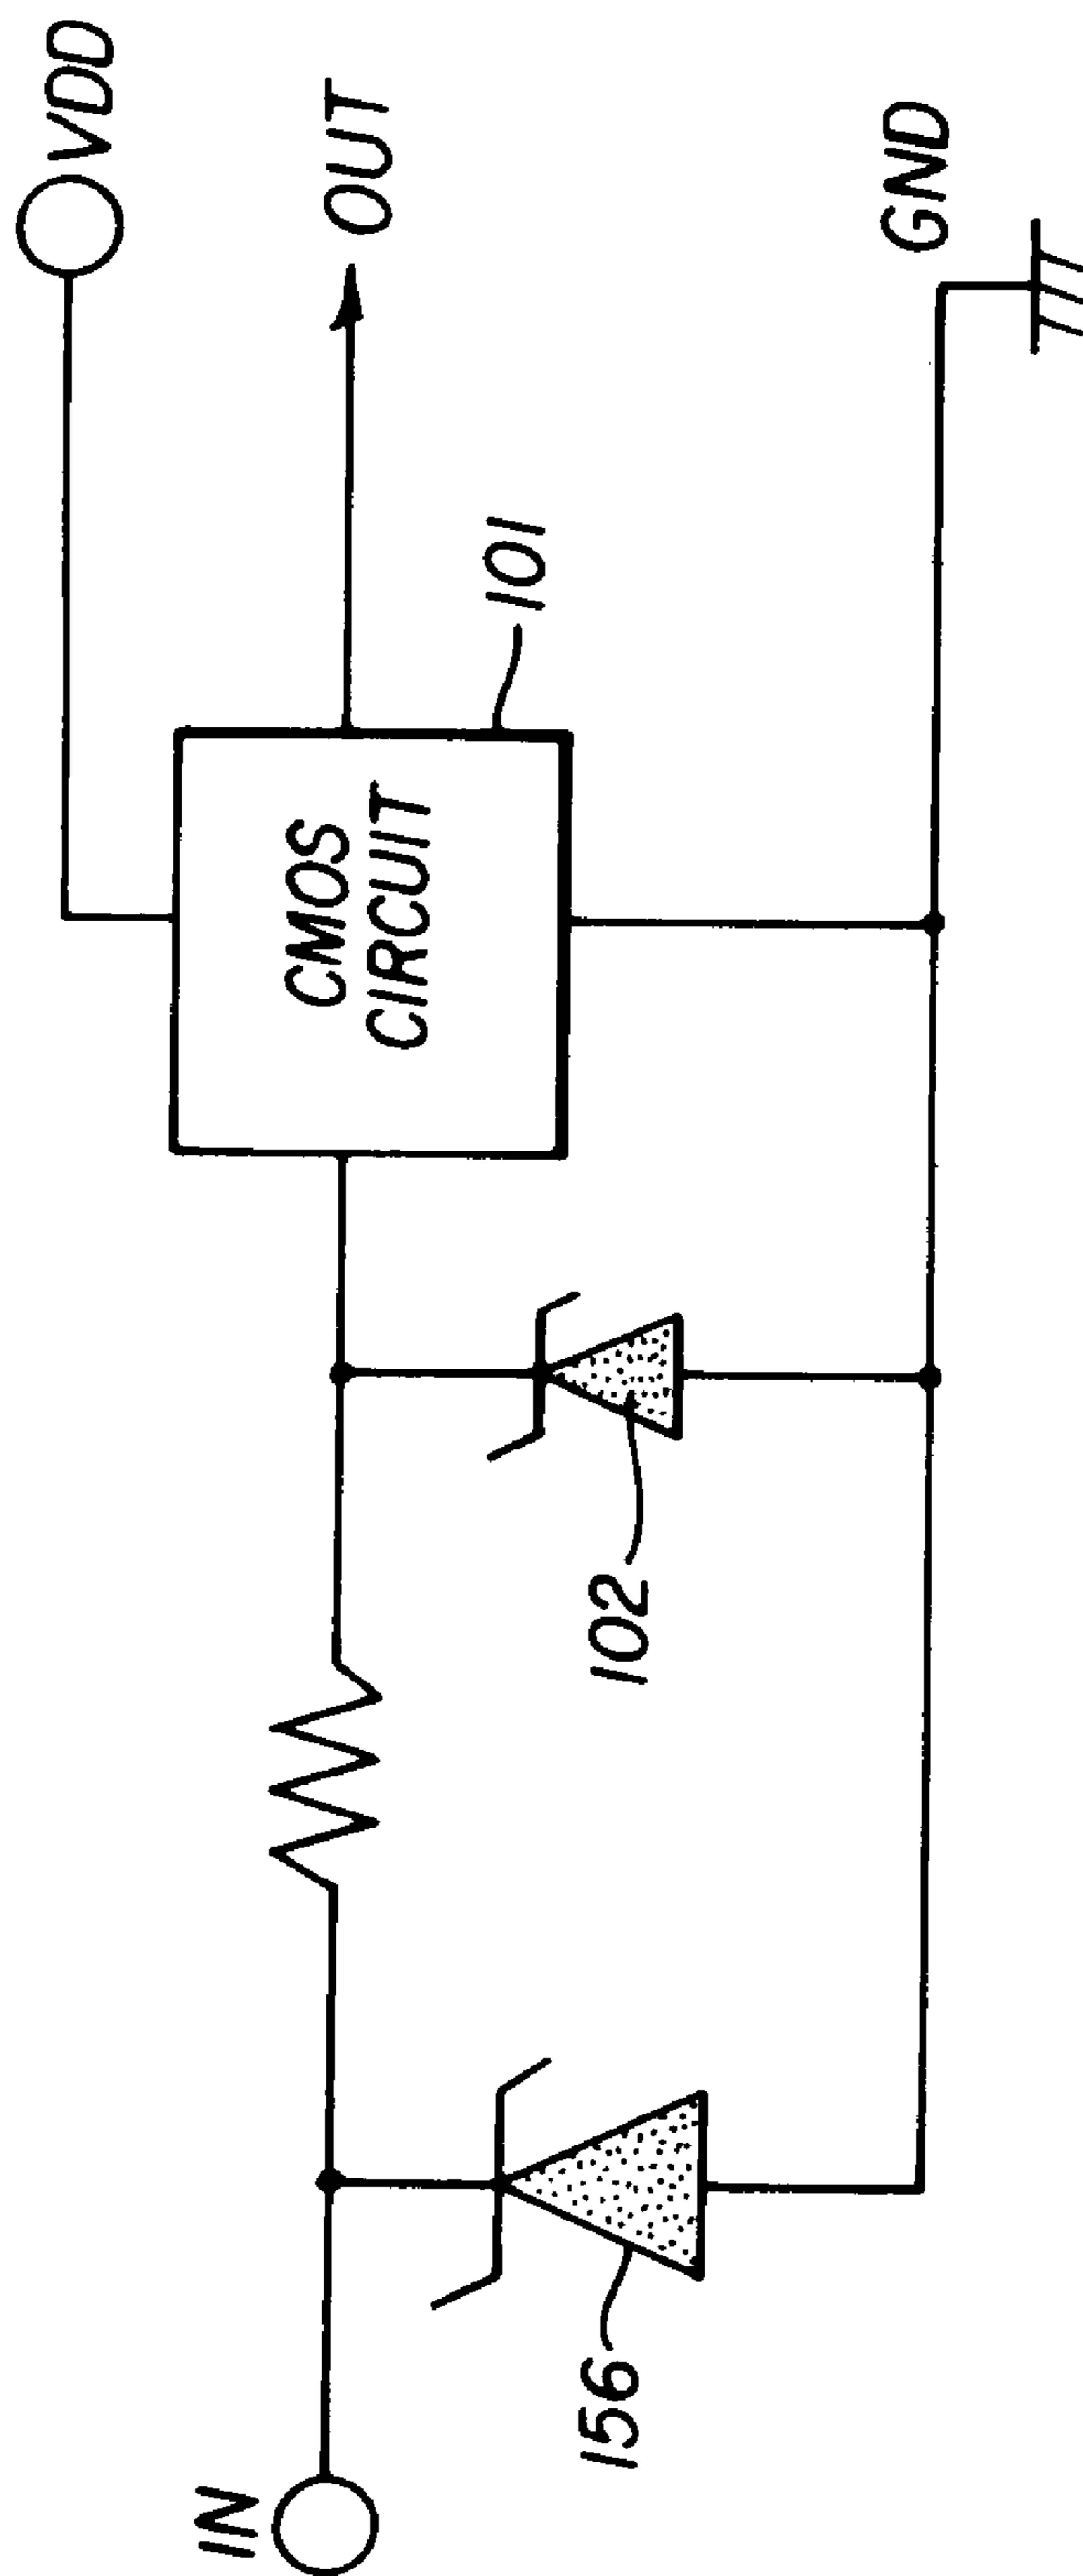 VDD
OUT
GND
CMOS
CIRCUIT
101
102
156
IN